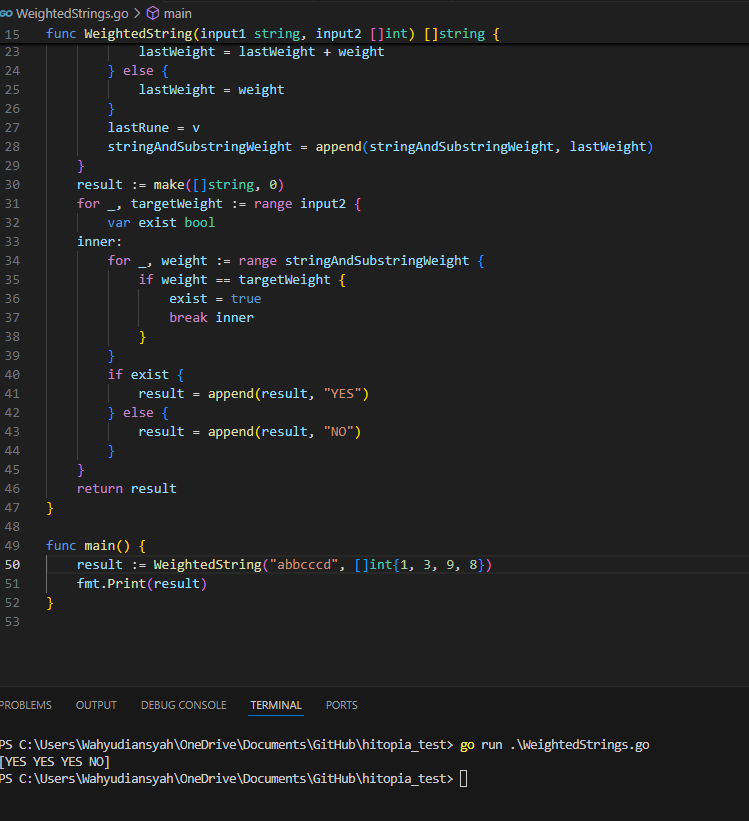 GO WeightedStrings.go > main
15 func WeightedString(input1 string, input2 []int) []string {
23 lastWeight = lastWeight + weight
24 } else {
25 lastWeight = weight
26 }
27 lastRune = v
28 stringAndSubstringWeight = append(stringAndSubstringWeight, lastWeight)
29 }
30 result := make([]string, 0)
31 for _, targetWeight := range input2 {
32 var exist bool
33 inner:
34 for _, weight := range stringAndSubstringWeight {
35 if weight == targetWeight {
36 exist = true
37 break inner
38 }
39 }
40 if exist {
41 result = append(result, "YES")
42 } else {
43 result = append(result, "NO")
44 }
45 }
46 return result
47 }
48
49 func main() {
50 result := WeightedString("abbcccd", []int{1, 3, 9, 8})
51 fmt.Print(result)
52 }
53
PROBLEMS OUTPUT DEBUG CONSOLE TERMINAL PORTS
PS C:\Users\Wahyudiansyah\OneDrive\Documents\GitHub\hitopia_test> go run .\WeightedStrings.go
[YES YES YES NO]
PS C:\Users\Wahyudiansyah\OneDrive\Documents\GitHub\hitopia_test>